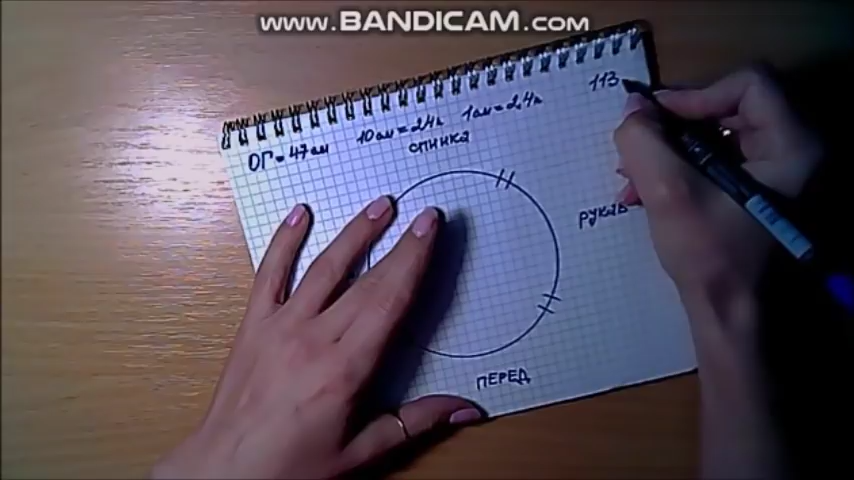 www.BANDICAM.com
ОГ = 47 см 10 см = 24 п 1 см = 2,4 п 113
спинка
рукав
ПЕРЕД